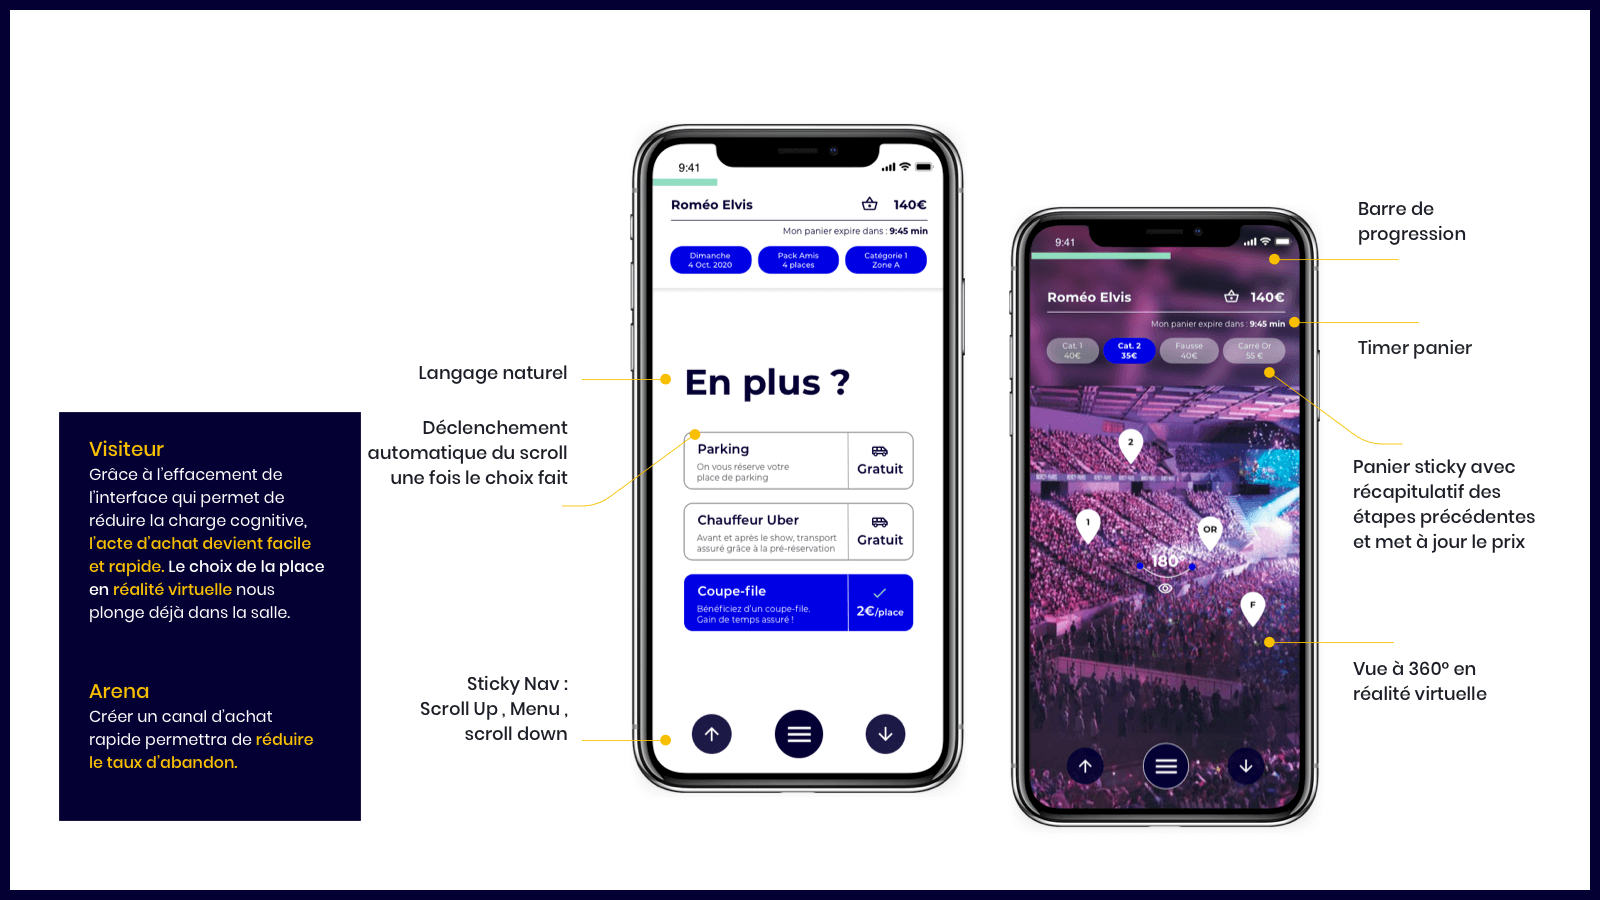 Visiteur
Grâce à l'effacement de
l'interface qui permet de
réduire la charge cognitive,
l'acte d'achat devient facile
et rapide. Le choix de la place
en réalité virtuelle nous
plonge déjà dans la salle.
Arena
Créer un canal d'achat
rapide permettra de réduire
le taux d'abandon.
Langage naturel
Déclenchement
automatique du scroll
une fois le choix fait
Sticky Nav :
Scroll Up , Menu ,
scroll down
9:41
Roméo Elvis 140€
Mon panier expire dans : 9:45 min
Dimanche
4 Oct. 2020
Pack Amis
4 places
Catégorie 1
Zone A
En plus ?
Parking
On vous réserve votre
place de parking
Gratuit
Chauffeur Uber
Avant et après le show, transport
assuré grâce à la pré-réservation
Gratuit
Coupe-file
Bénéficiez d'un coupe-file.
Gain de temps assuré !
2€/place
9:41
Roméo Elvis 140€
Mon panier expire dans : 9:45 min
Cat. 1
40€
Cat. 2
35€
Fausse
40€
Carré Or
55 €
2
1
OR
180°
F
Barre de
progression
Timer panier
Panier sticky avec
récapitulatif des
étapes précédentes
et met à jour le prix
Vue à 360° en
réalité virtuelle